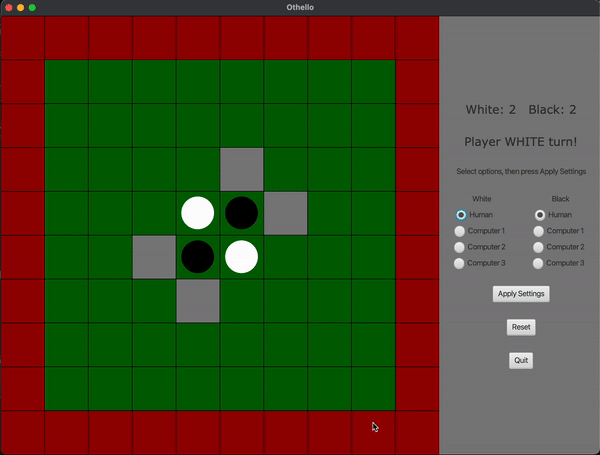 Othello
White: 2   Black: 2
Player WHITE turn!
Select options, then press Apply Settings
White   Black
Human   Human
Computer 1   Computer 1
Computer 2   Computer 2
Computer 3   Computer 3
Apply Settings
Reset
Quit